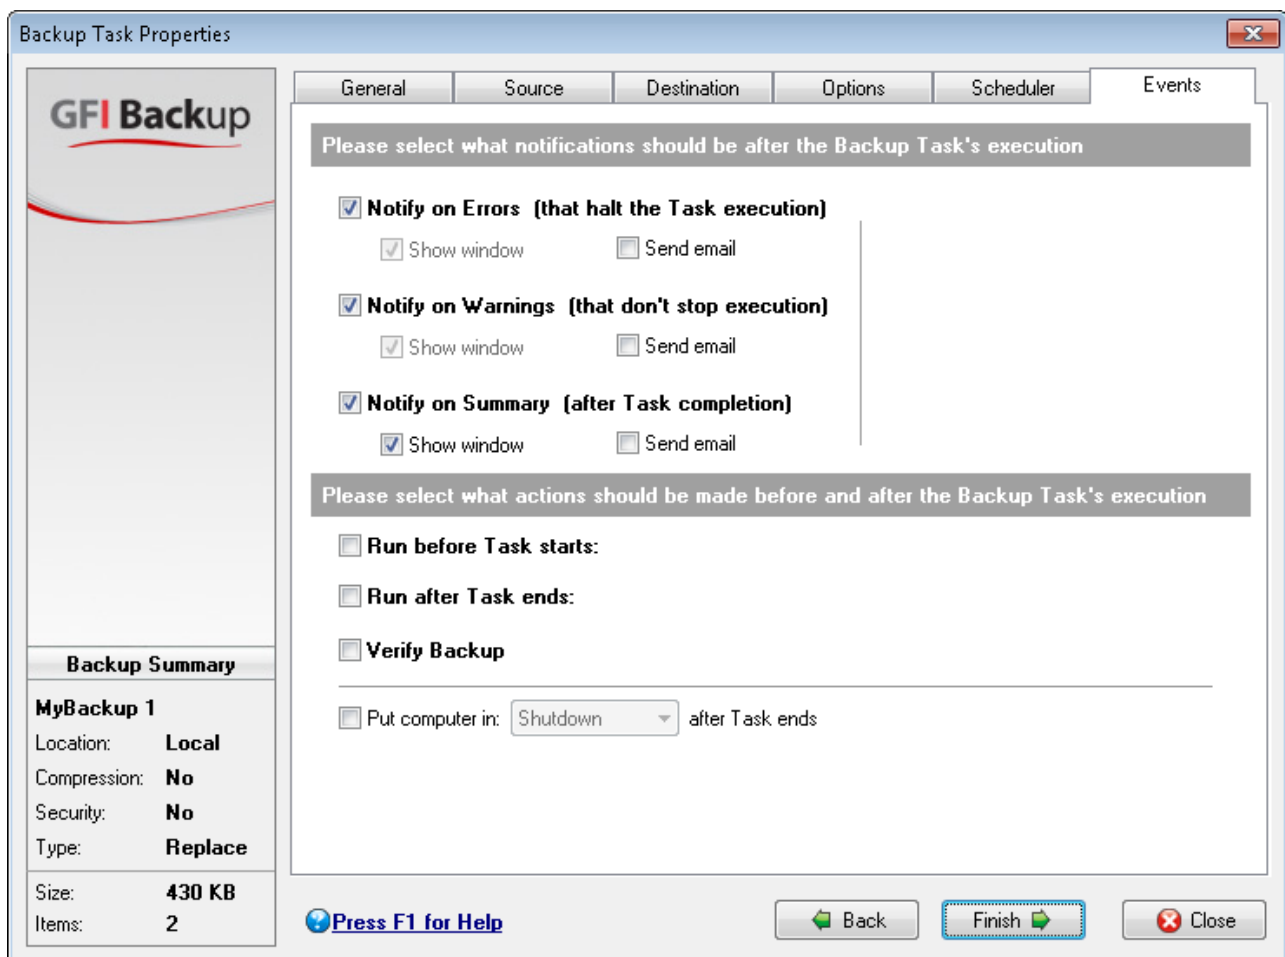 Backup Task Properties
GFI Backup
General Source Destination Options Scheduler Events
Please select what notifications should be after the Backup Task's execution
Notify on Errors (that halt the Task execution)
Show window Send email
Notify on Warnings (that don't stop execution)
Show window Send email
Notify on Summary (after Task completion)
Show window Send email
Please select what actions should be made before and after the Backup Task's execution
Run before Task starts:
Run after Task ends:
Verify Backup
Put computer in: Shutdown after Task ends
Backup Summary
MyBackup 1
Location: Local
Compression: No
Security: No
Type: Replace
Size: 430 KB
Items: 2
Press F1 for Help
Back Finish Close